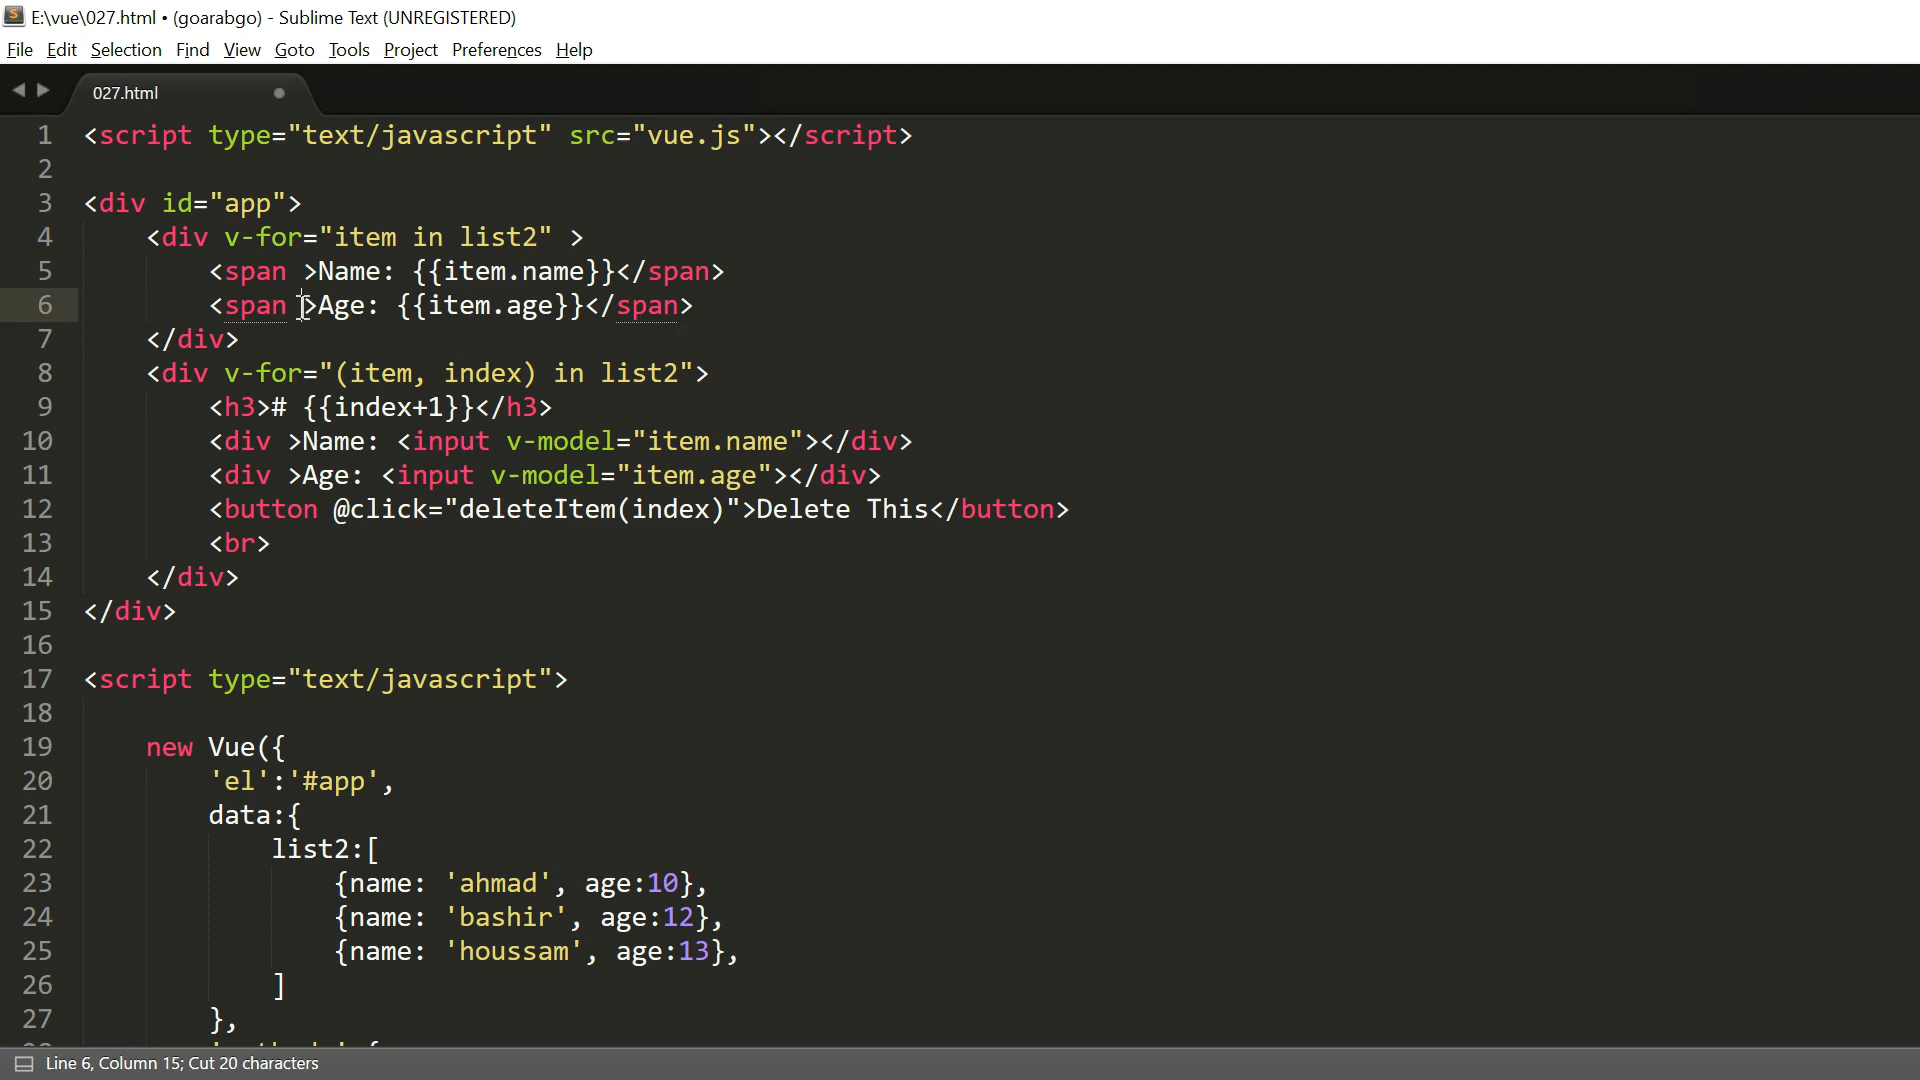 E:\vue\027.html • (goarabgo) - Sublime Text (UNREGISTERED)
File Edit Selection Find View Goto Tools Project Preferences Help
027.html
1 <script type="text/javascript" src="vue.js"></script>
2
3 <div id="app">
4 <div v-for="item in list2" >
5 <span >Name: {{item.name}}</span>
6 <span >Age: {{item.age}}</span>
7 </div>
8 <div v-for="(item, index) in list2">
9 <h3># {{index+1}}</h3>
10 <div >Name: <input v-model="item.name"></div>
11 <div >Age: <input v-model="item.age"></div>
12 <button @click="deleteItem(index)">Delete This</button>
13 <br>
14 </div>
15 </div>
16
17 <script type="text/javascript">
18
19 new Vue({
20 'el':'#app',
21 data:{
22 list2:[
23 {name: 'ahmad', age:10},
24 {name: 'bashir', age:12},
25 {name: 'houssam', age:13},
26 ]
27 },
Line 6, Column 15; Cut 20 characters